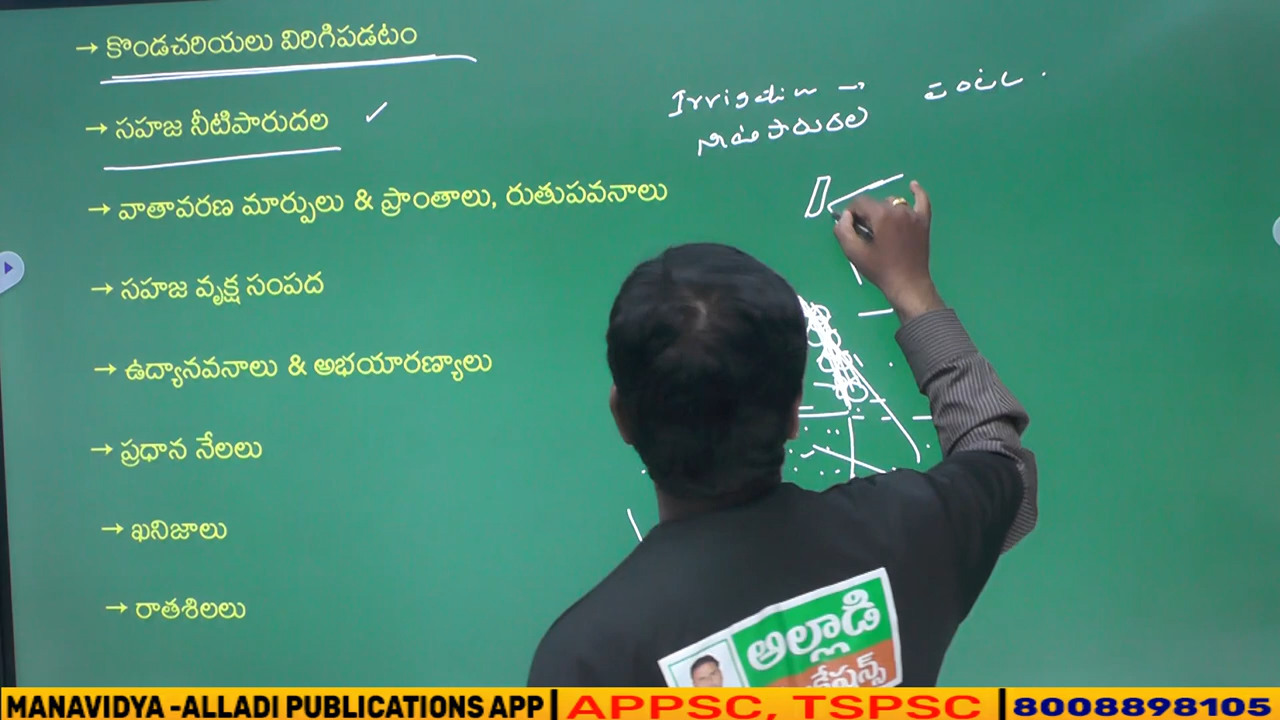 → కొండచరియలు విరిగిపడటం
→ సహజ నీటిపారుదల ✓
→ వాతావరణ మార్పులు & ప్రాంతాలు, రుతుపవనాలు
→ సహజ వృక్ష సంపద
→ ఉద్యానవనాలు & అభయారణ్యాలు
→ ప్రధాన నేలలు
→ ఖనిజాలు
→ రాతశిలలు
Irrigation →
అల్లాడి
MANAVIDYA -ALLADI PUBLICATIONS APP | APPSC, TSPSC | 8008898105